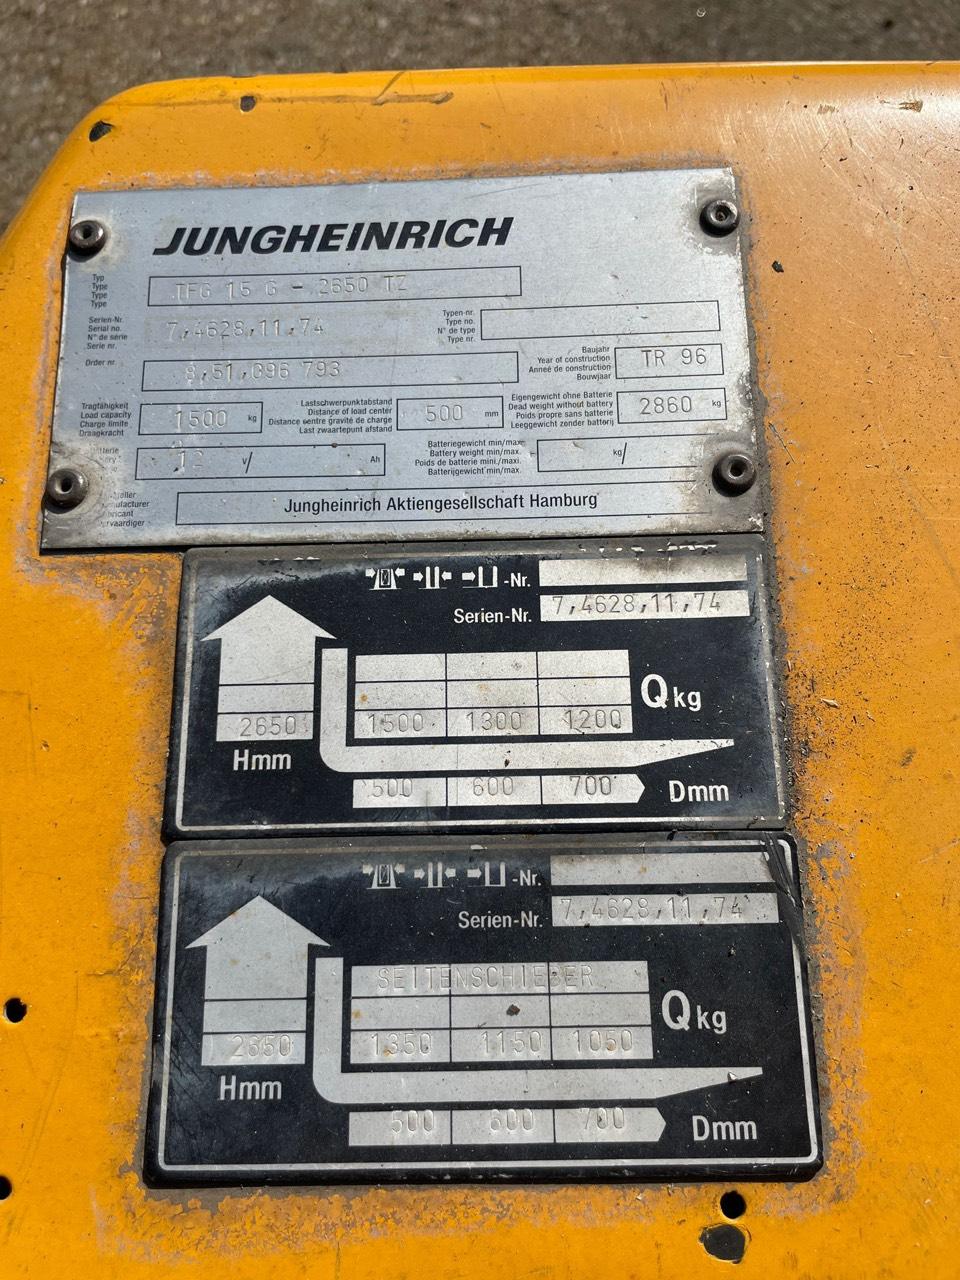 JUNGHEINRICH
Typ
Type
Type
Type
TFG 15 G - 2650 TZ
Serien-Nr.
Serial no.
N° de série
Serie nr.
7,4628,11,74
Typen-nr.
Type no.
N° de type
Type nr.
Order nr.
8,51,096 793
Baujahr
Year of construction
Anneé de construction
Bouwjaar
TR 96
Tragfähigkeit
Load capacity
Charge limite
Draagkracht
1500 kg
Lastschwerpunktabstand
Distance of load center
Distance centre gravité de charge
Last zwaartepunt afstand
500 mm
Eigengewicht ohne Batterie
Dead weight without battery
Poids propre sans batterie
Leeggewicht zonder batterij
2860 kg
V/ Ah
Batteriegewicht min/max.
Battery weight min/max.
Poids de batterie mini./maxi.
Batterijgewicht min/max.
kg/
Jungheinrich Aktiengesellschaft Hamburg
-Nr.
Serien-Nr. 7,4628,11,74
Q kg
2650 1500 1300 1200
Hmm
500 600 700 Dmm
-Nr.
Serien-Nr. 7,4628,11,74
SEITENSCHIEBER
Q kg
2650 1350 1150 1050
Hmm
500 600 700 Dmm